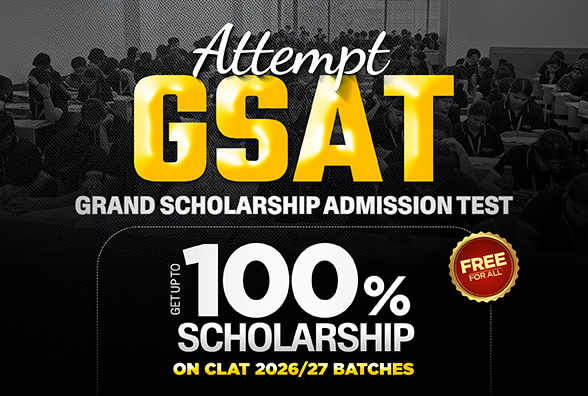 Attempt
GSAT
GRAND SCHOLARSHIP ADMISSION TEST
GET UP TO
100%
SCHOLARSHIP
ON CLAT 2026/27 BATCHES
FREE
FOR ALL